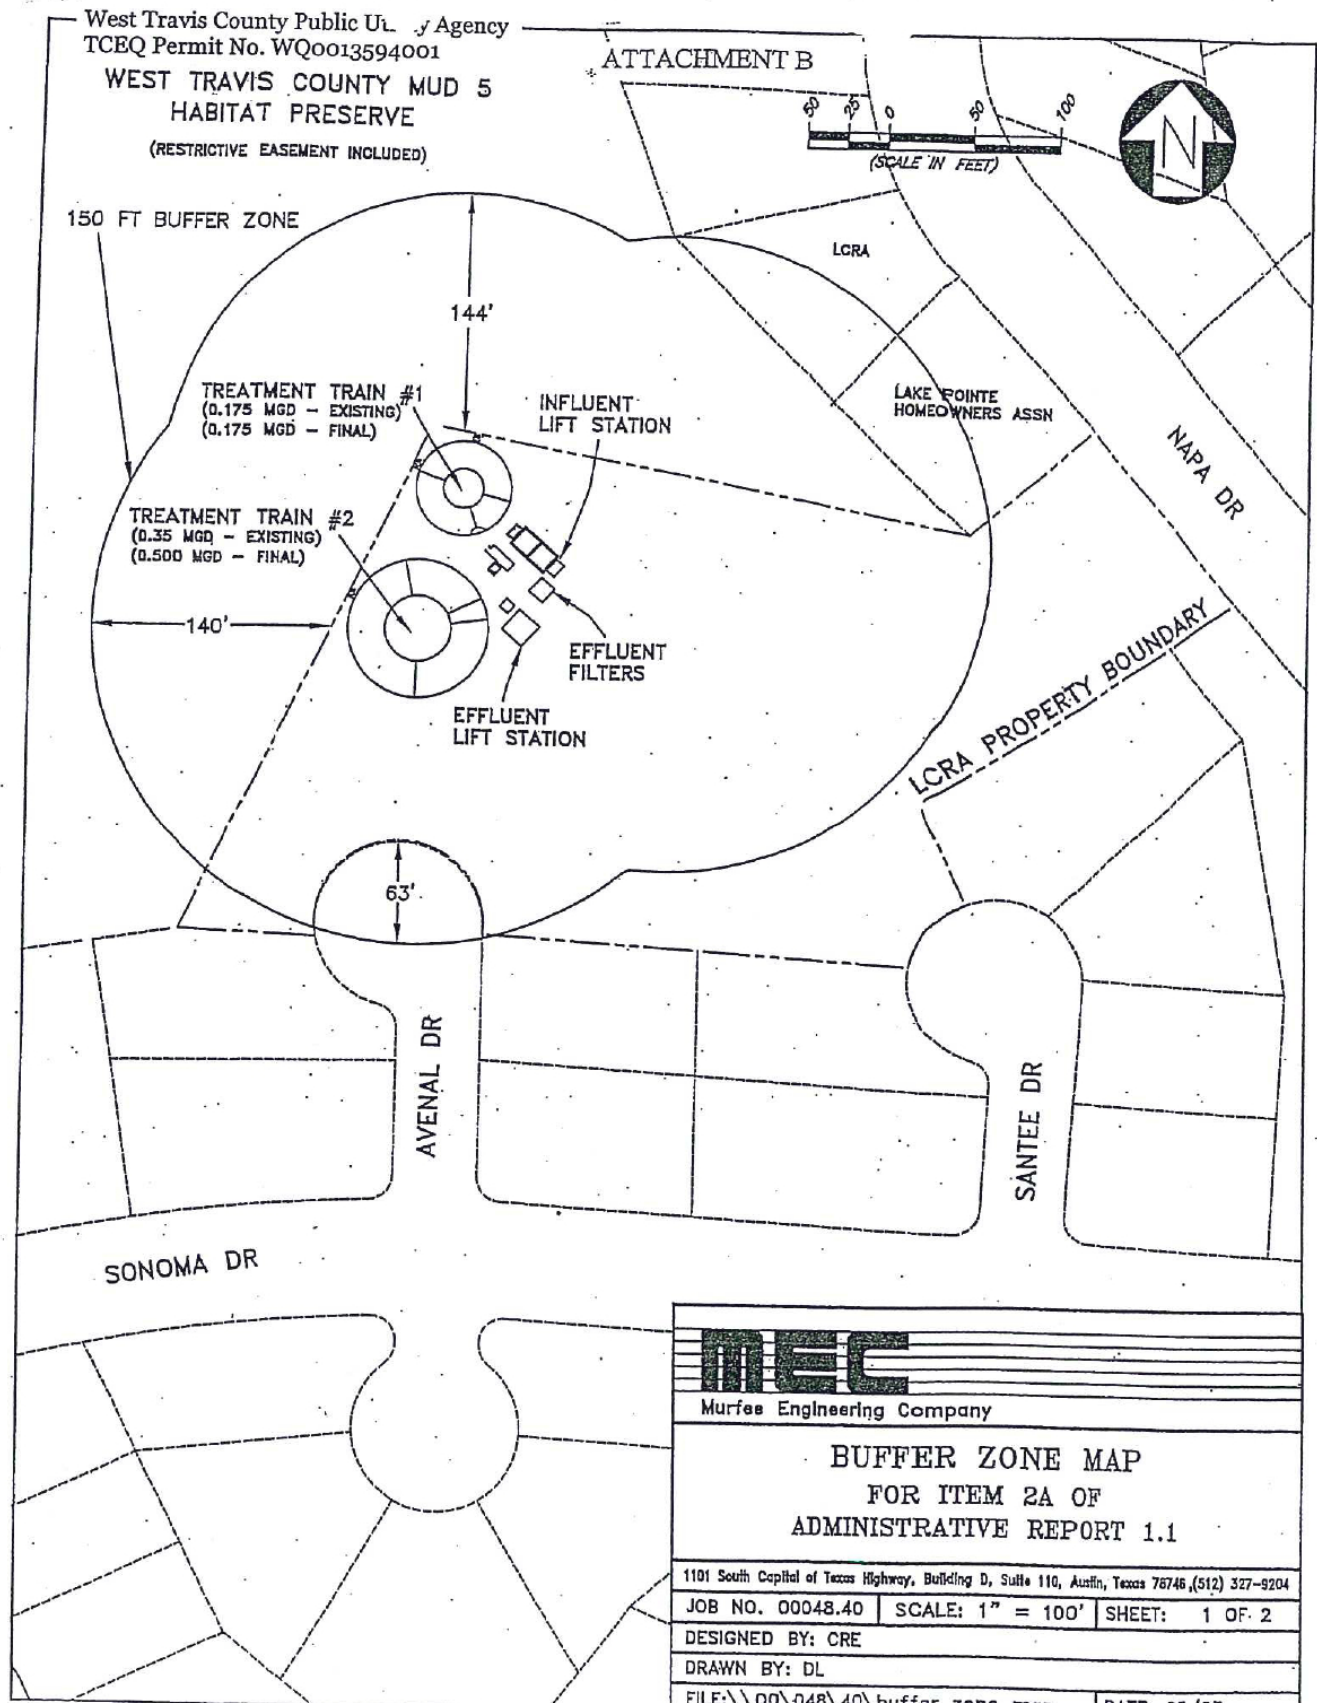 West Travis County Public Agency
TCEQ Permit No. WQ0013594001
WEST TRAVIS COUNTY MUD 5
HABITAT PRESERVE
(RESTRICTIVE EASEMENT INCLUDED)
ATTACHMENT B
50 25 0 50 100
(SCALE IN FEET)
N
150 FT BUFFER ZONE
LCRA
144'
TREATMENT TRAIN #1
(0.175 MGD - EXISTING)
(0.175 MGD - FINAL)
INFLUENT
LIFT STATION
LAKE POINTE
HOMEOWNERS ASSN
NAPA DR
TREATMENT TRAIN #2
(0.35 MGD - EXISTING)
(0.500 MGD - FINAL)
140'
EFFLUENT
FILTERS
EFFLUENT
LIFT STATION
LCRA PROPERTY BOUNDARY
63'
AVENAL DR
SANTEE DR
SONOMA DR
MEC
Murfee Engineering Company
BUFFER ZONE MAP
FOR ITEM 2A OF
ADMINISTRATIVE REPORT 1.1
1101 South Capital of Texas Highway, Building D, Suite 110, Austin, Texas 78746,(512) 327-9204
JOB NO. 00048.40 SCALE: 1" = 100' SHEET: 1 OF 2
DESIGNED BY: CRE
DRAWN BY: DL